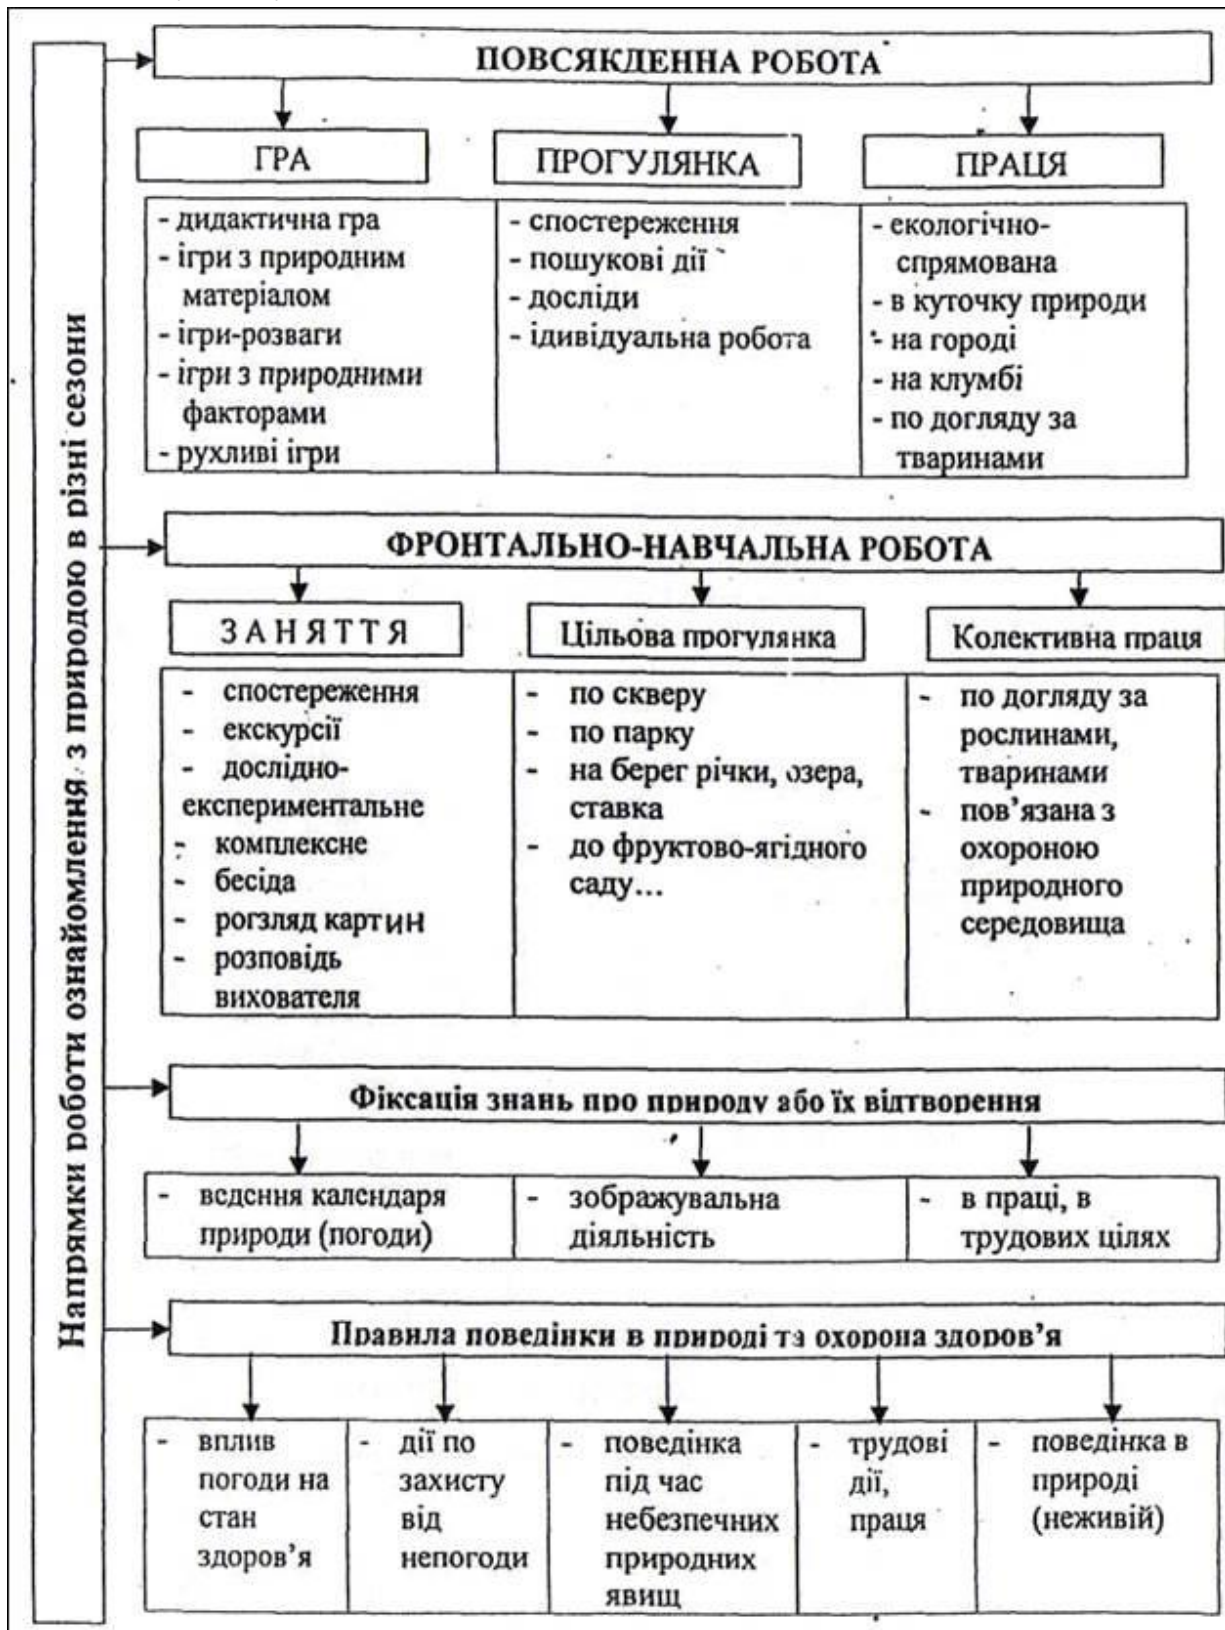 Напрямки роботи ознайомлення з природою в різні сезони
ПОВСЯКДЕННА РОБОТА
ГРА
- дидактична гра
- ігри з природним
матеріалом
- ігри-розваги
- ігри з природними
факторами
- рухливі ігри
ПРОГУЛЯНКА
- спостереження
- пошукові дії
- досліди
- ідивідуальна робота
ПРАЦЯ
- екологічно-
спрямована
- в куточку природи
- на городі
- на клумбі
- по догляду за
тваринами
ФРОНТАЛЬНО-НАВЧАЛЬНА РОБОТА
ЗАНЯТТЯ
- спостереження
- екскурсії
- дослідно-
експериментальне
- комплексне
- бесіда
- рогзляд картин
- розповідь
вихователя
Цільова прогулянка
- по скверу
- по парку
- на берег річки, озера,
ставка
- до фруктово-ягідного
саду...
Колективна праця
- по догляду за
рослинами,
тваринами
- пов’язана з
охороною
природного
середовища
Фіксація знань про природу або їх відтворення
- ведення календаря
природи (погоди)
- зображувальна
діяльність
- в праці, в
трудових цілях
Правила поведінки в природі та охорона здоров’я
- вплив
погоди на
стан
здоров’я
- дії по
захисту
від
непогоди
- поведінка
під час
небезпечних
природних
явищ
- трудові
дії,
праця
- поведінка в
природі
(неживій)